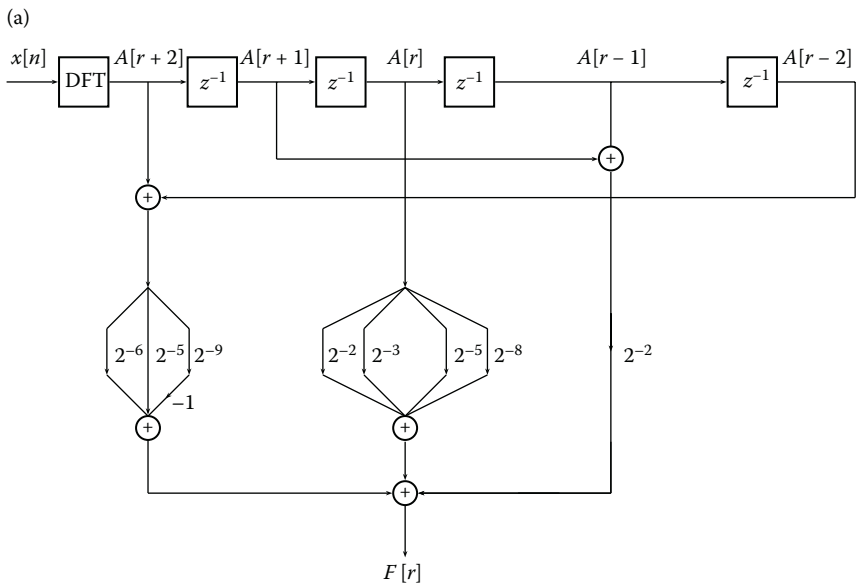 (a)
x[n] A[r + 2] A[r + 1] A[r] A[r − 1] A[r − 2]
DFT z⁻¹ z⁻¹ z⁻¹ z⁻¹
+
+
2⁻⁶ 2⁻⁵ 2⁻⁹ 2⁻² 2⁻³ 2⁻⁵ 2⁻⁸ 2⁻²
−1
+ +
+
F [r]